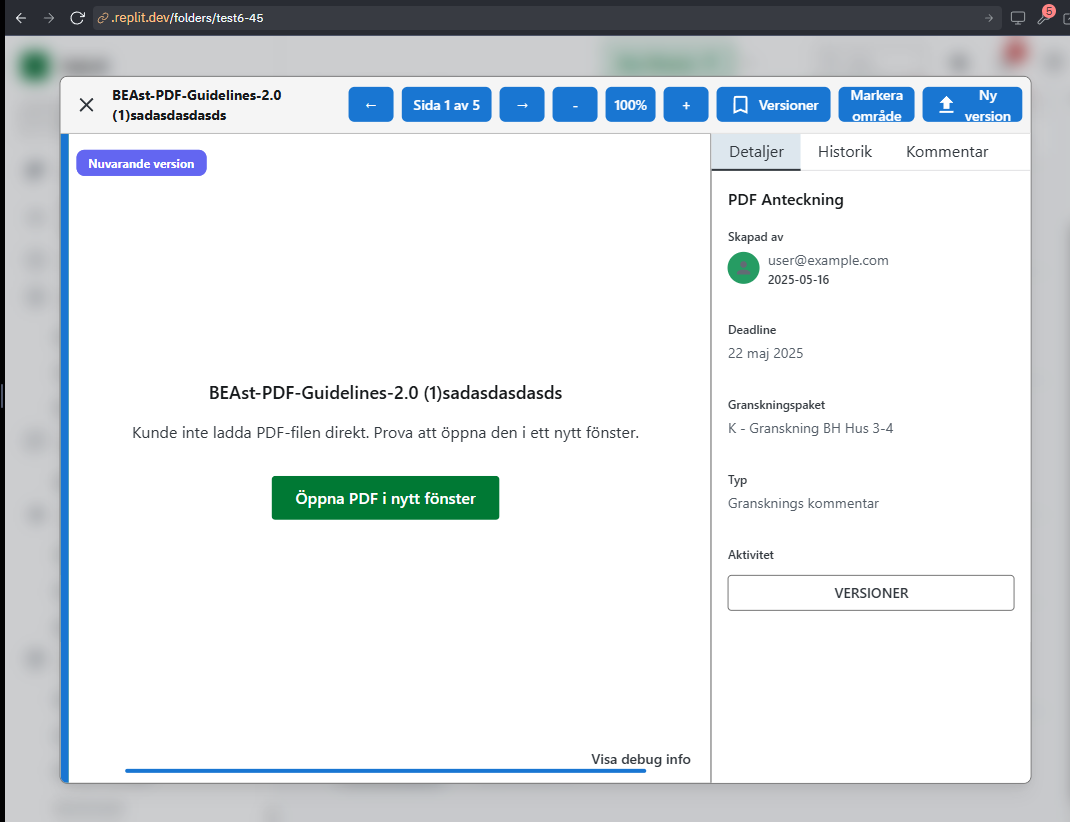 .replit.dev/folders/test6-45
5
BEAst-PDF-Guidelines-2.0
(1)sadasdasdasds
←
Sida 1 av 5
→
-
100%
+
Versioner
Markera
område
Ny
version
Nuvarande version
Detaljer
Historik
Kommentar
PDF Anteckning
Skapad av
user@example.com
2025-05-16
Deadline
22 maj 2025
Granskningspaket
K - Granskning BH Hus 3-4
Typ
Gransknings kommentar
Aktivitet
VERSIONER
BEAst-PDF-Guidelines-2.0 (1)sadasdasdasds
Kunde inte ladda PDF-filen direkt. Prova att öppna den i ett nytt fönster.
Öppna PDF i nytt fönster
Visa debug info